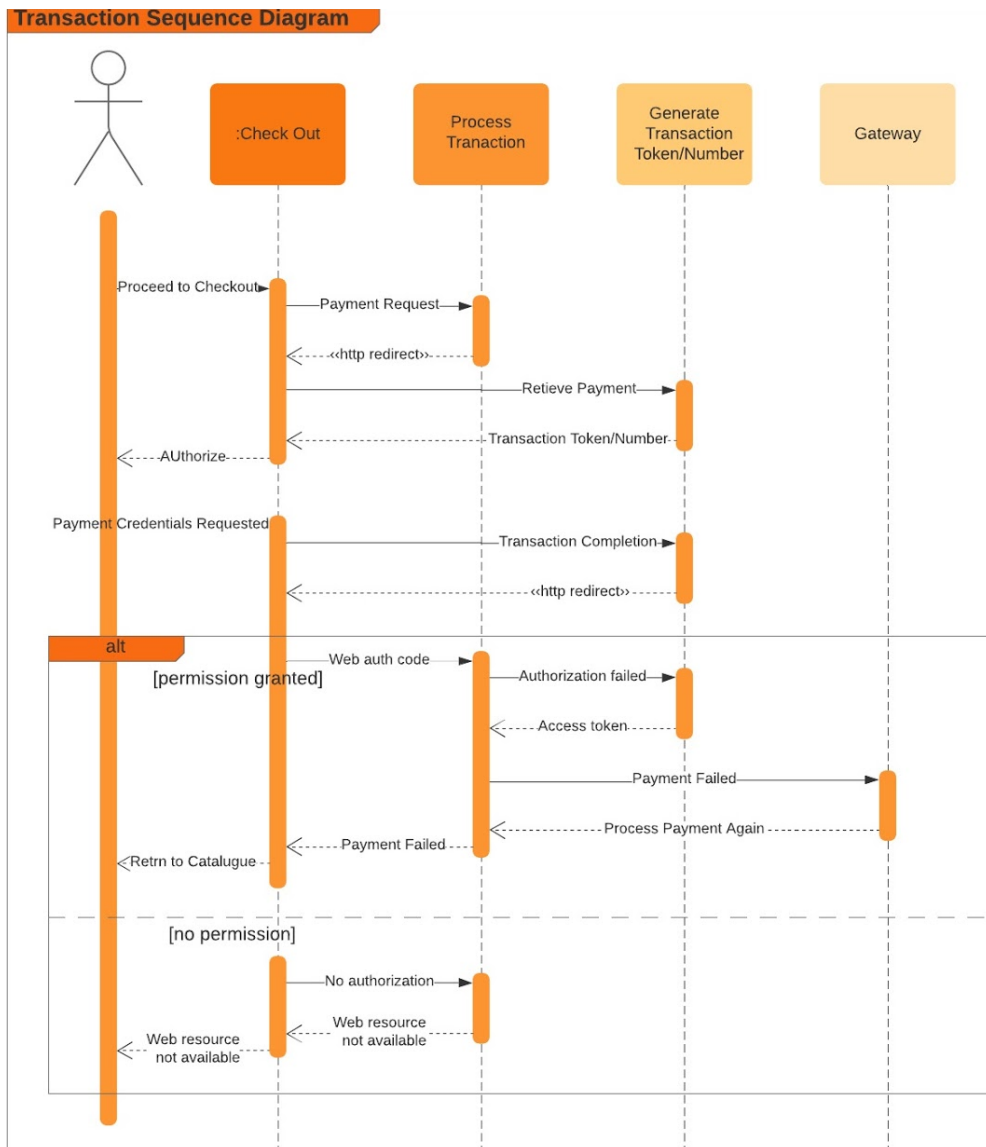 Transaction Sequence Diagram
:Check Out
Process
Tranaction
Generate
Transaction
Token/Number
Gateway
Proceed to Checkout
Payment Request
‹‹http redirect››
Retieve Payment
Transaction Token/Number
AUthorize
Payment Credentials Requested
Transaction Completion
‹‹http redirect››
alt
Web auth code
[permission granted]
Authorization failed
Access token
Payment Failed
Process Payment Again
Payment Failed
Retrn to Catalugue
[no permission]
No authorization
Web resource
not available
Web resource
not available